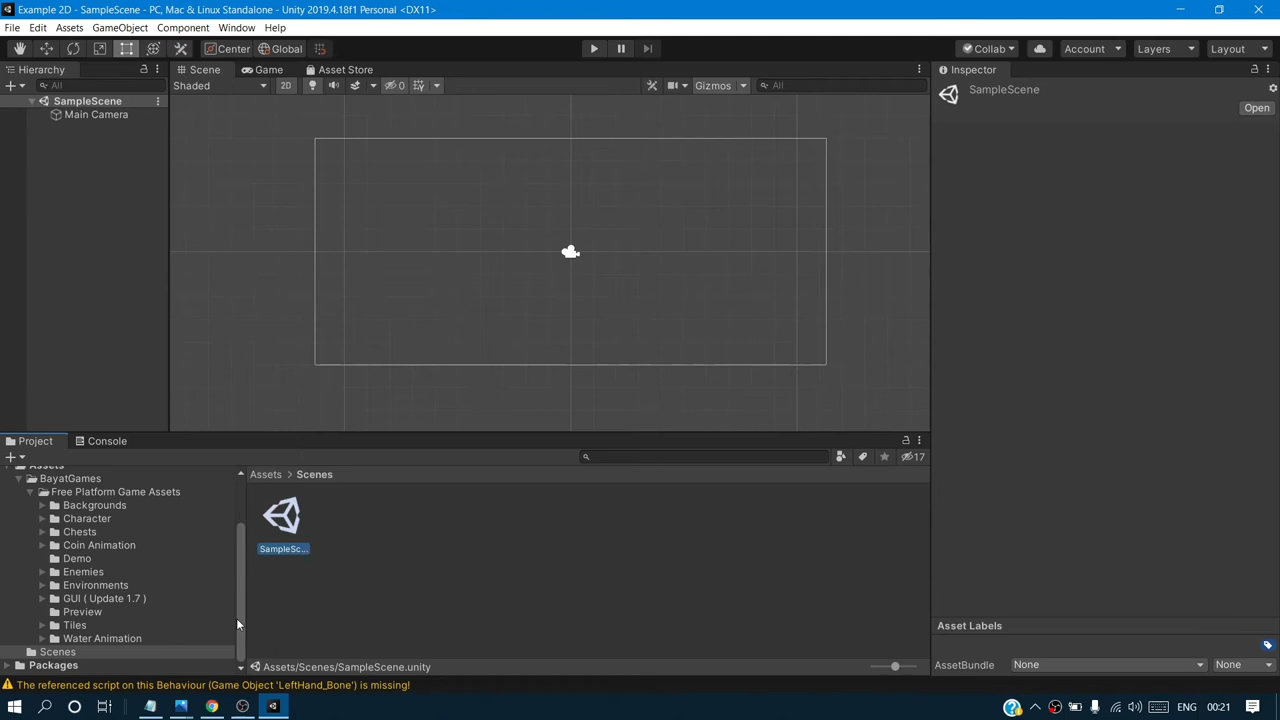 Example 2D - SampleScene - PC, Mac & Linux Standalone - Unity 2019.4.18f1 Personal <DX11>
File Edit Assets GameObject Component Window Help
Center Global Collab Account Layers Layout
Hierarchy Scene Game Asset Store Inspector
All Shaded 2D 0 Gizmos All
SampleScene
Main Camera
SampleScene
Open
Project Console
17
Assets
BayatGames
Free Platform Game Assets
Backgrounds
Character
Chests
Coin Animation
Demo
Enemies
Environments
GUI ( Update 1.7 )
Preview
Tiles
Water Animation
Scenes
Packages
Assets Scenes
SampleSc...
Assets/Scenes/SampleScene.unity
Asset Labels
AssetBundle None None
The referenced script on this Behaviour (Game Object 'LeftHand_Bone') is missing!
ENG 00:21